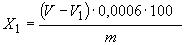 X₁ = (V − V₁) · 0,0006 · 100 / m